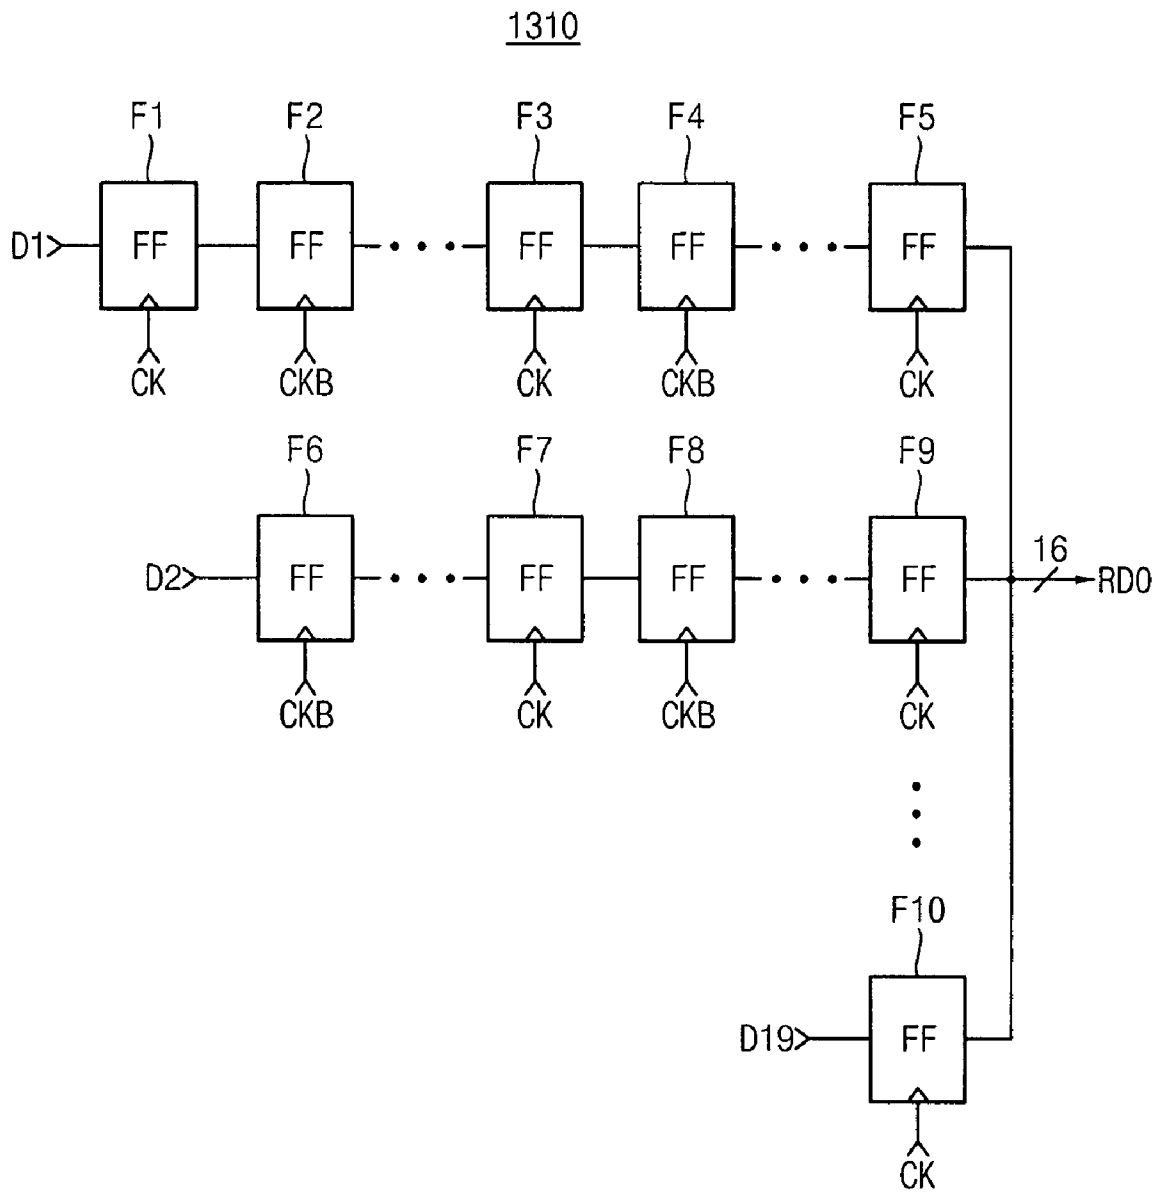 1310
F1 F2 F3 F4 F5
D1 FF FF FF FF FF
CK CKB CK CKB CK
F6 F7 F8 F9
D2 FF FF FF FF 16 RDO
CKB CK CKB CK
F10
D19 FF
CK